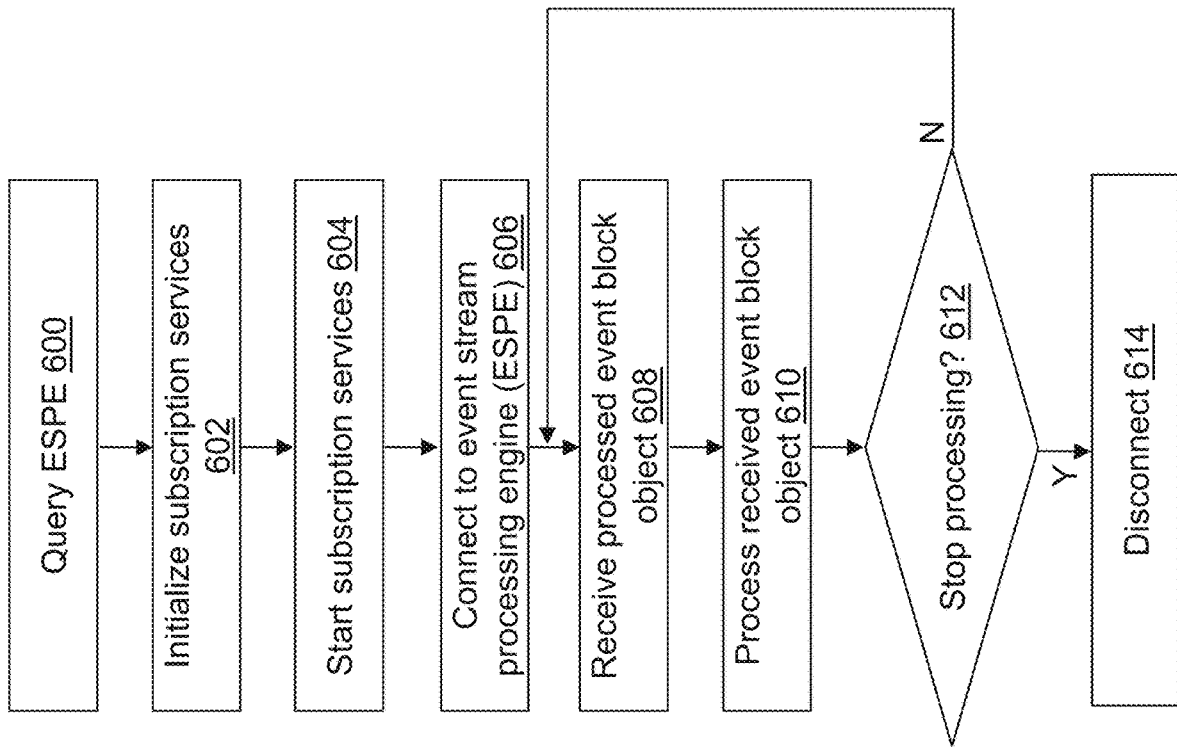 Query ESPE 600
Initialize subscription services
602
Start subscription services 604
Connect to event stream
processing engine (ESPE) 606
Receive processed event block
object 608
Process received event block
object 610
Stop processing? 612
N
Y
Disconnect 614